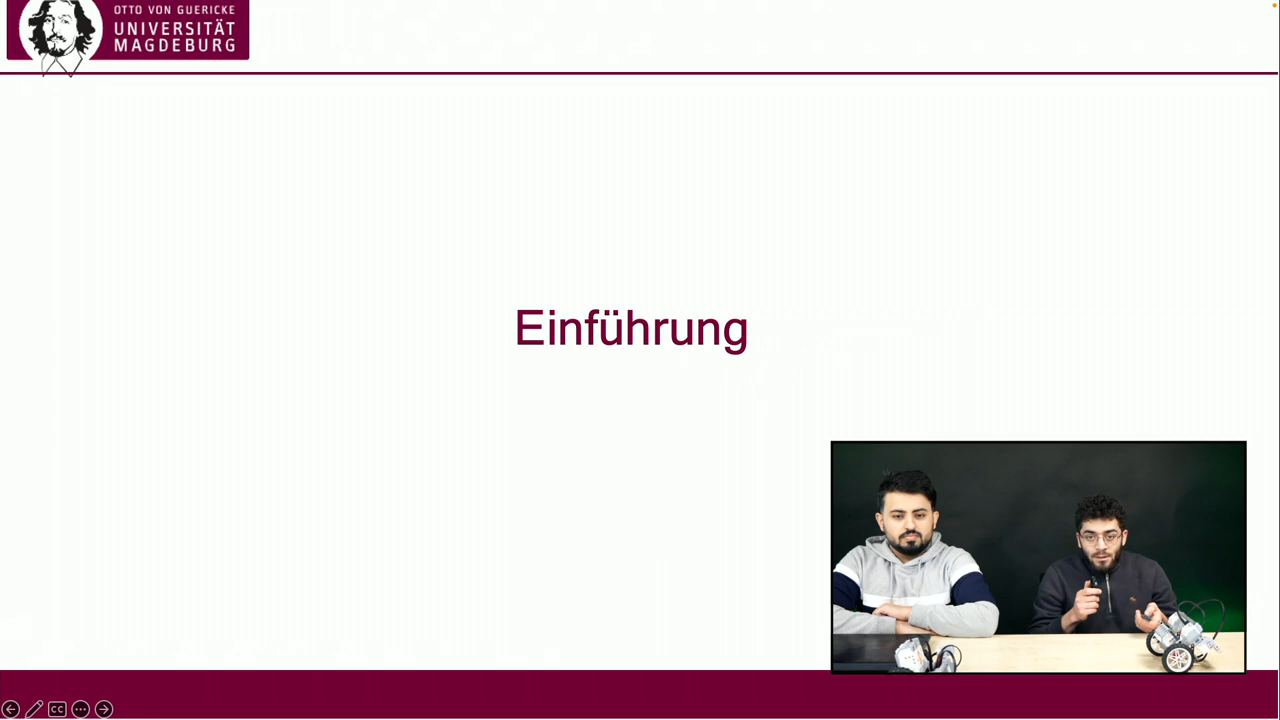 OTTO VON GUERICKE
UNIVERSITÄT
MAGDEBURG
Einführung
CC